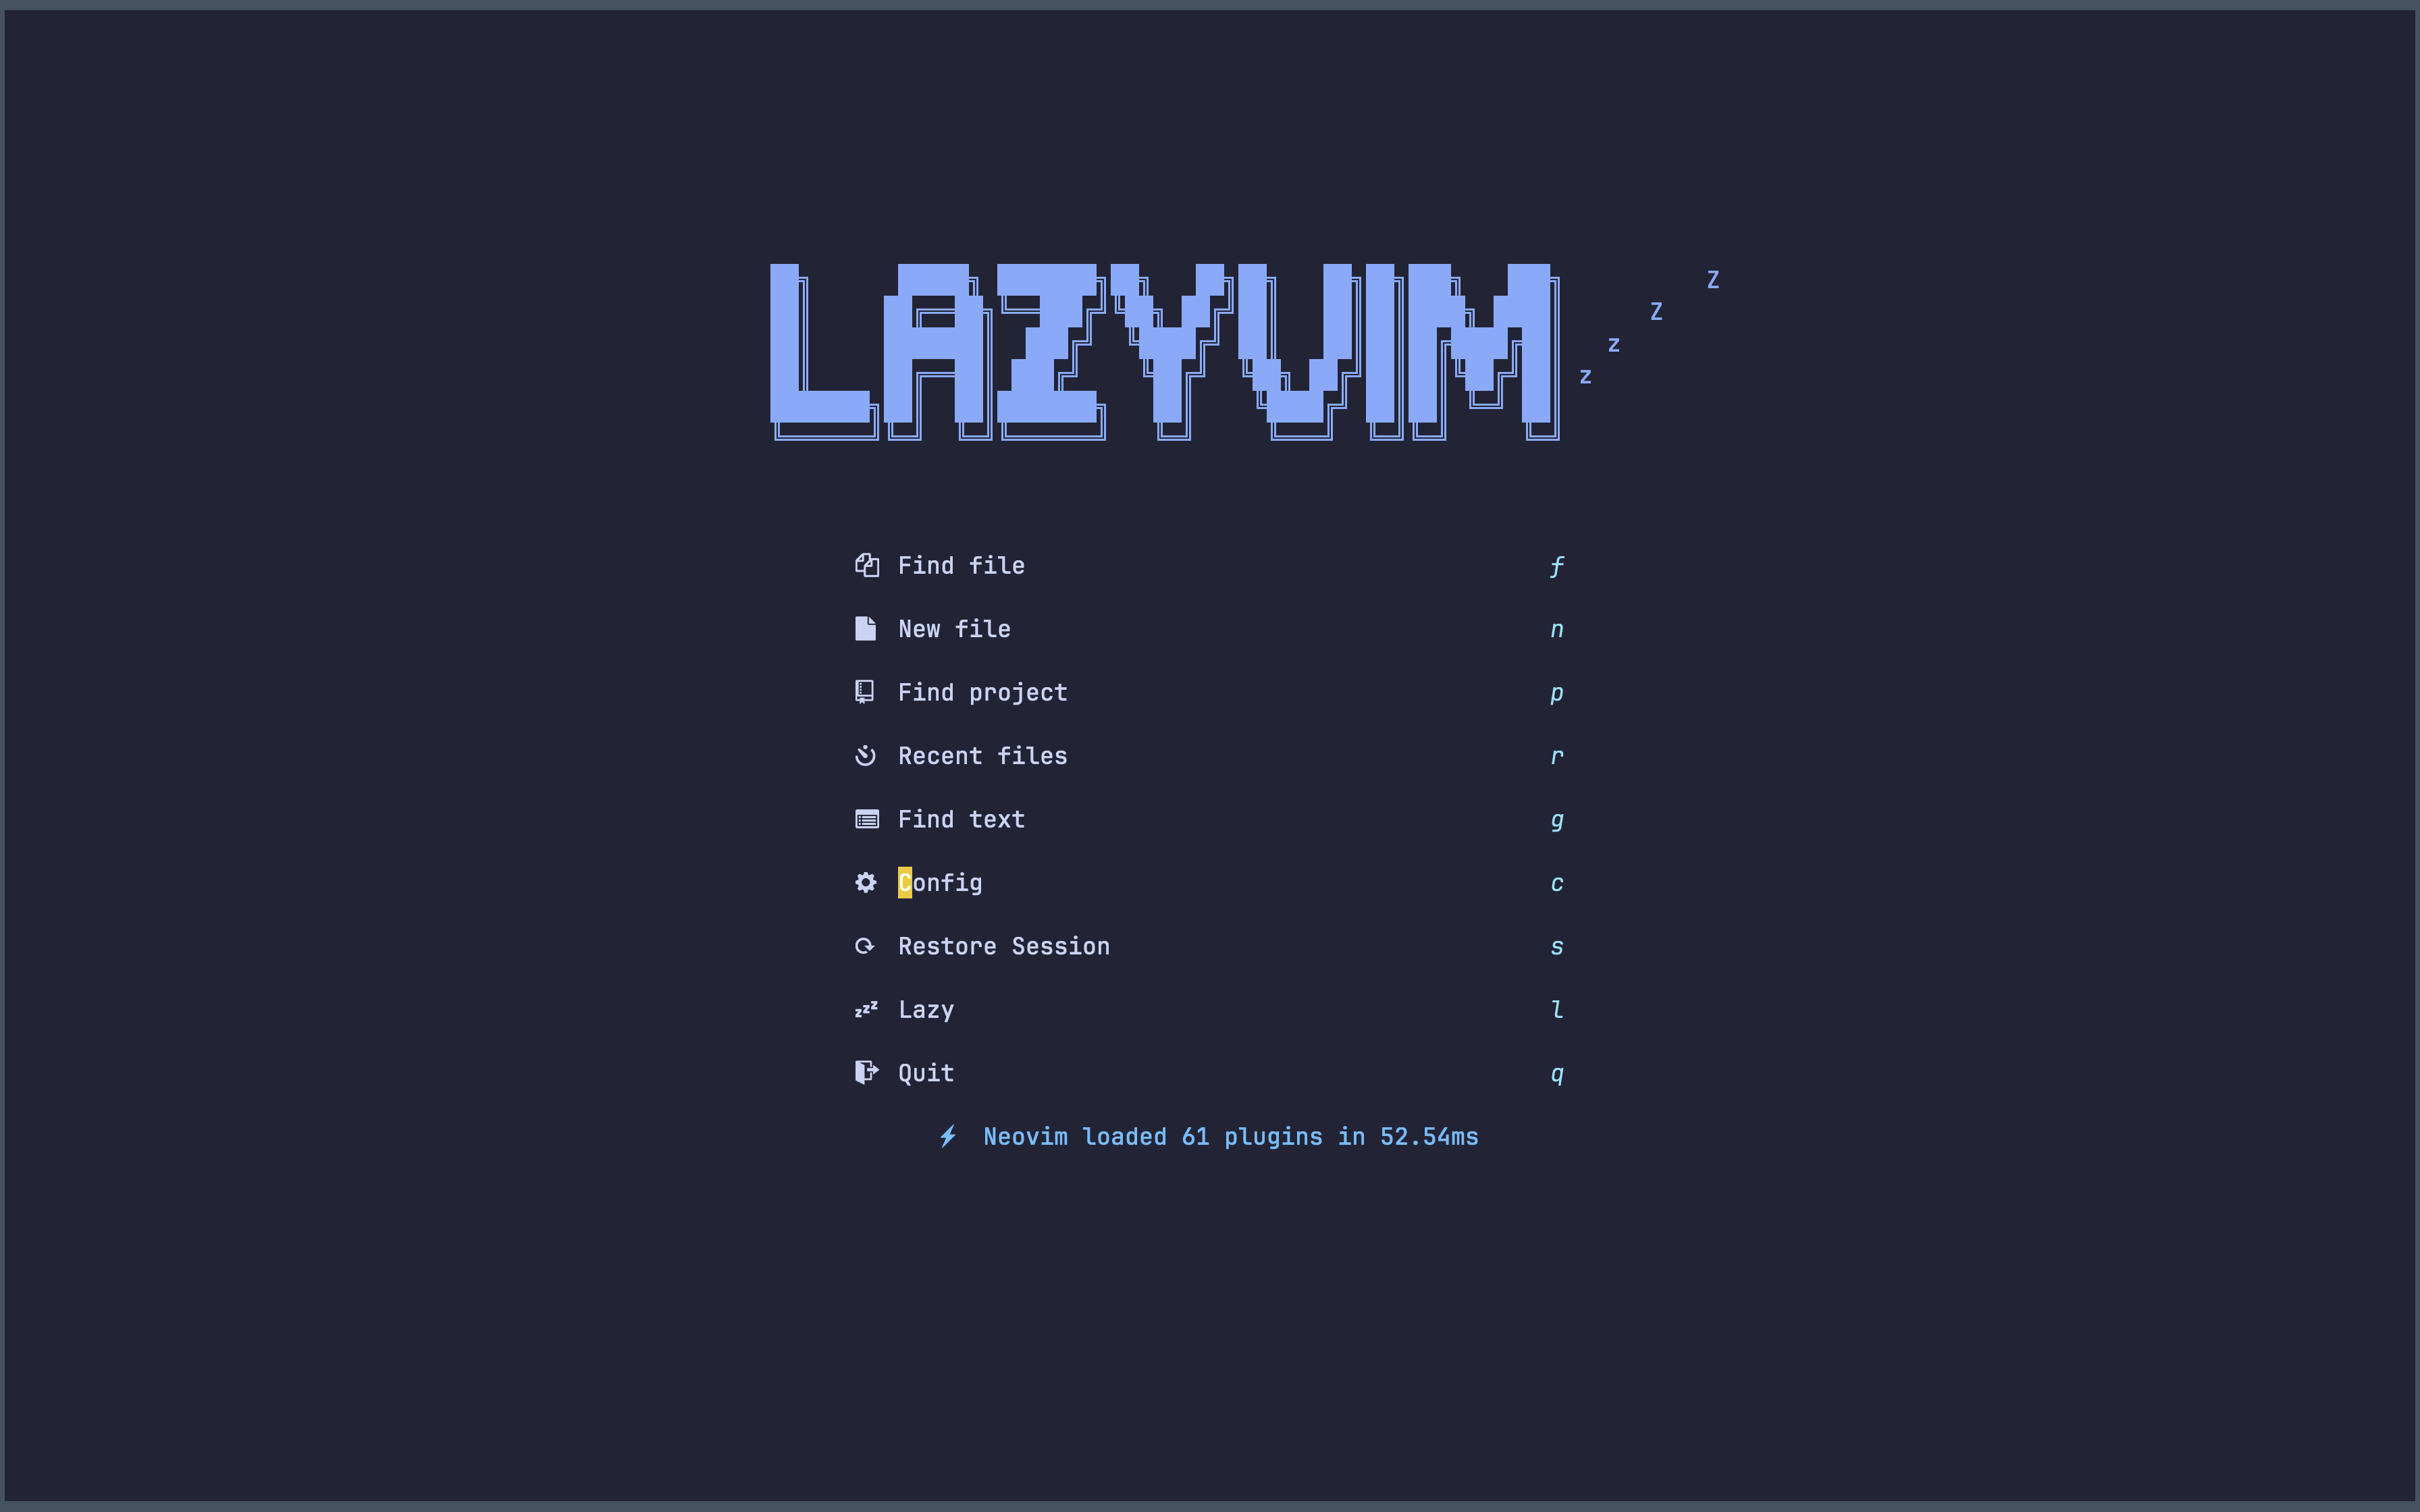 LAZYVIM
Z
Z
z
z
Find file f
New file n
Find project p
Recent files r
Find text g
Config c
Restore Session s
zzz Lazy l
Quit q
Neovim loaded 61 plugins in 52.54ms